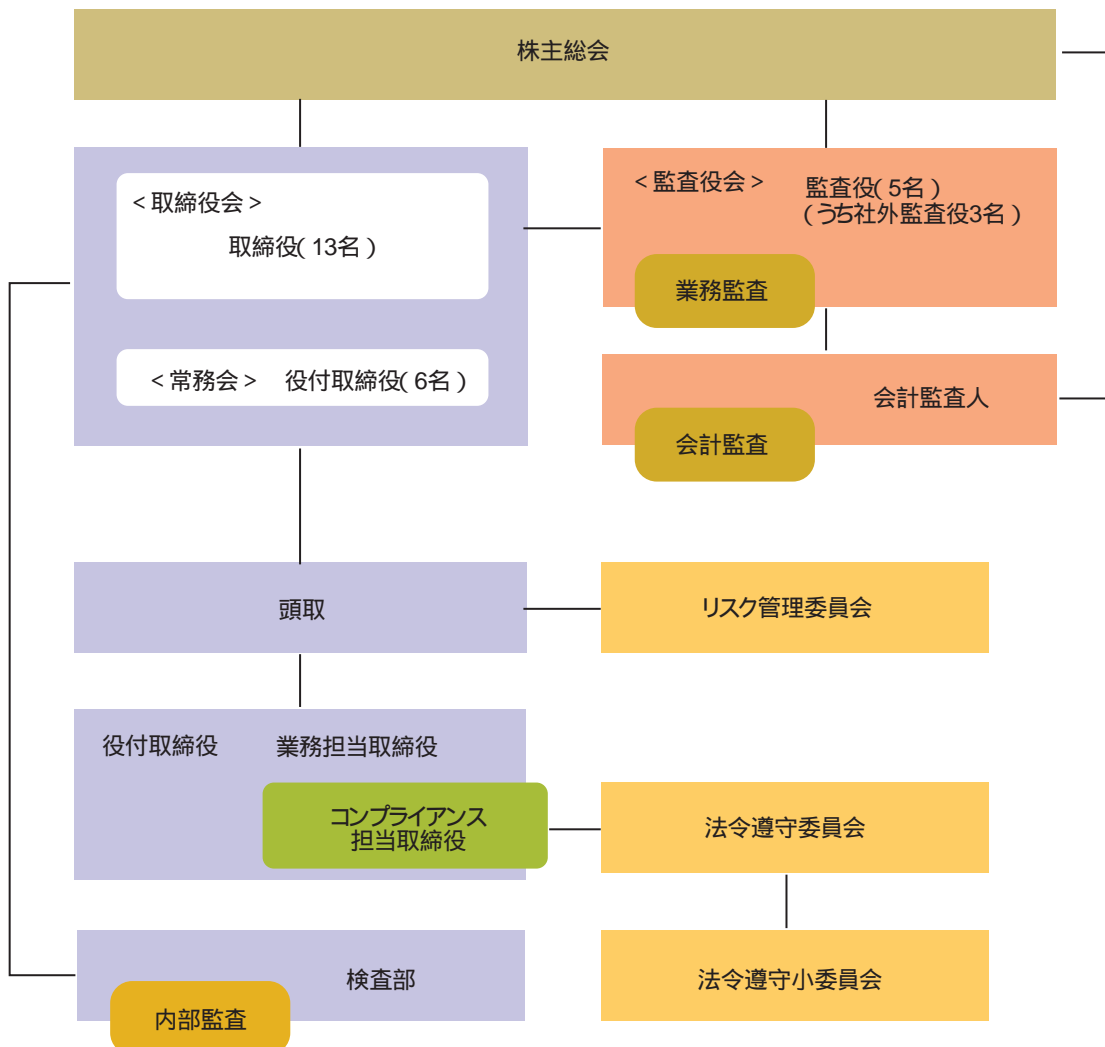 株主総会
<取締役会>
取締役(13名)
<常務会> 役付取締役(6名)
<監査役会> 監査役(5名)
(うち社外監査役3名)
業務監査
会計監査人
会計監査
頭取
リスク管理委員会
役付取締役 業務担当取締役
コンプライアンス
担当取締役
法令遵守委員会
検査部
内部監査
法令遵守小委員会